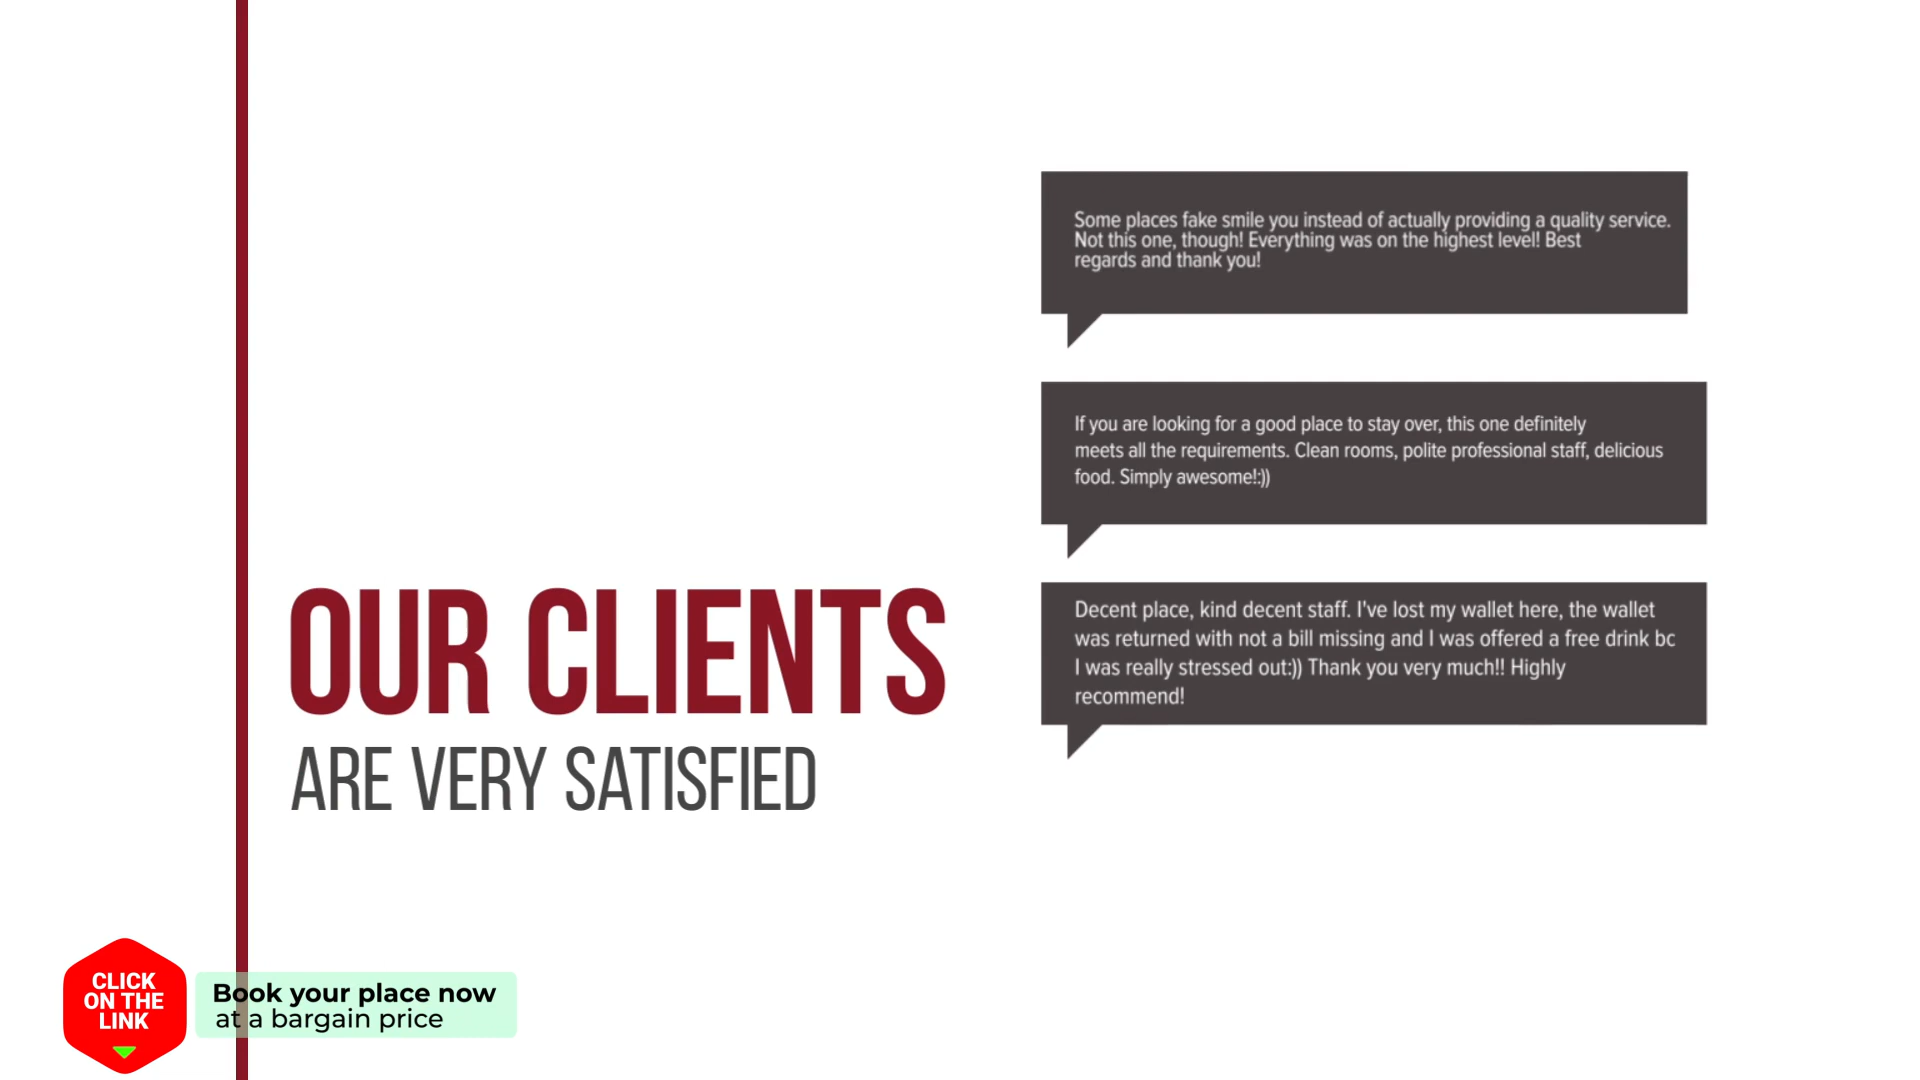 Some places fake smile you instead of actually providing a quality service.
Not this one, though! Everything was on the highest level! Best
regards and thank you!
If you are looking for a good place to stay over, this one definitely
meets all the requirements. Clean rooms, polite professional staff, delicious
food. Simply awesome!:))
Decent place, kind decent staff. I've lost my wallet here, the wallet
was returned with not a bill missing and I was offered a free drink bc
I was really stressed out:)) Thank you very much!! Highly
recommend!
OUR CLIENTS
ARE VERY SATISFIED
CLICK
ON THE
LINK
Book your place now
at a bargain price